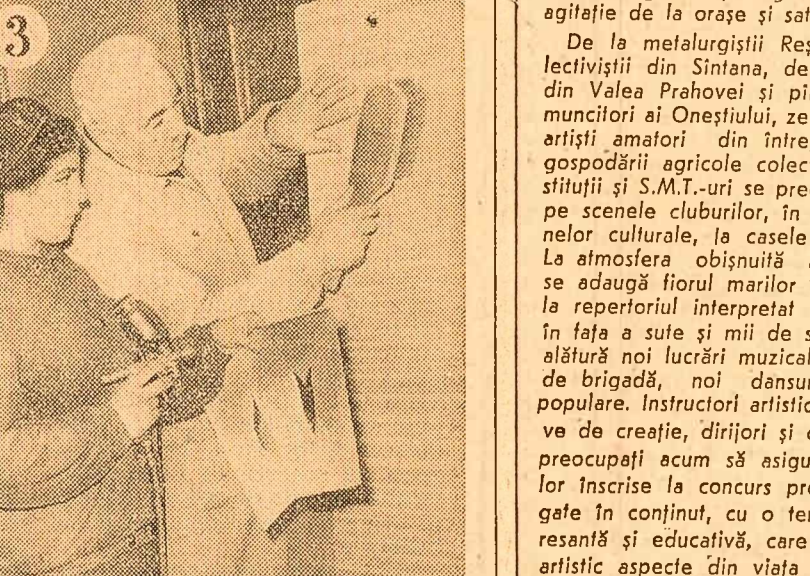 3
agitație de la orașe și sat
De la metalurgiștii Reș
lectiviștii din Sîntana, de
din Valea Prahovei și pi
muncitori ai Oneștiului, ze
artiști amatori din între
gospodării agricole colec
stituții și S.M.T.-uri se pre
pe scenele cluburilor, în
nelor culturale, la casele
La atmosfera obișnuită
se adaugă fiorul marilor
la repertoriul interpretat
în fața a sute și mii de s
alătură noi lucrări muzical
de brigadă, noi dansur
populare. Instructori artistic
ve de creație, dirijori și
preocupați acum să asigu
lor înscrise la concurs pre
gate în conținut, cu o te
resantă și educativă, care
artistic aspecte din viața